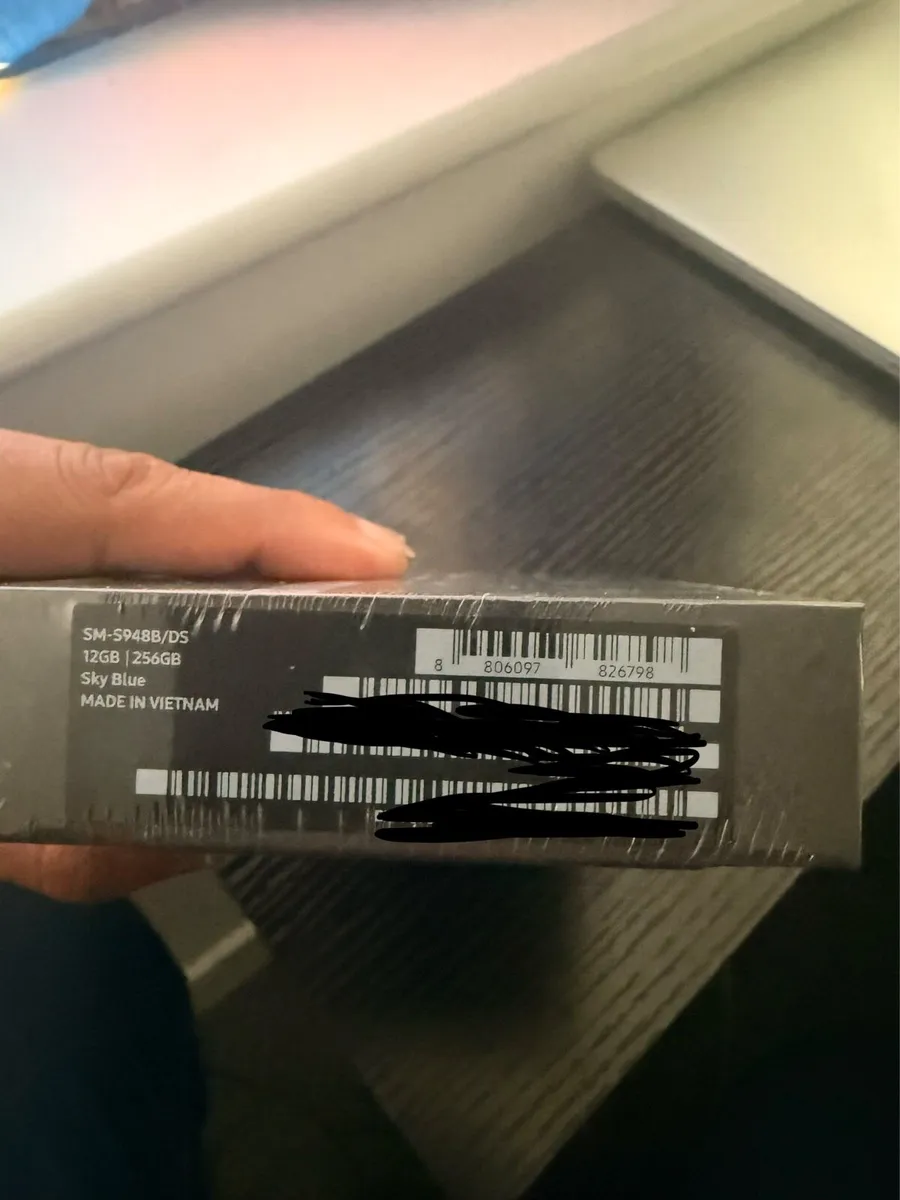 SM-S948B/DS
12GB | 256GB
Sky Blue
MADE IN VIETNAM
8 806097 826798